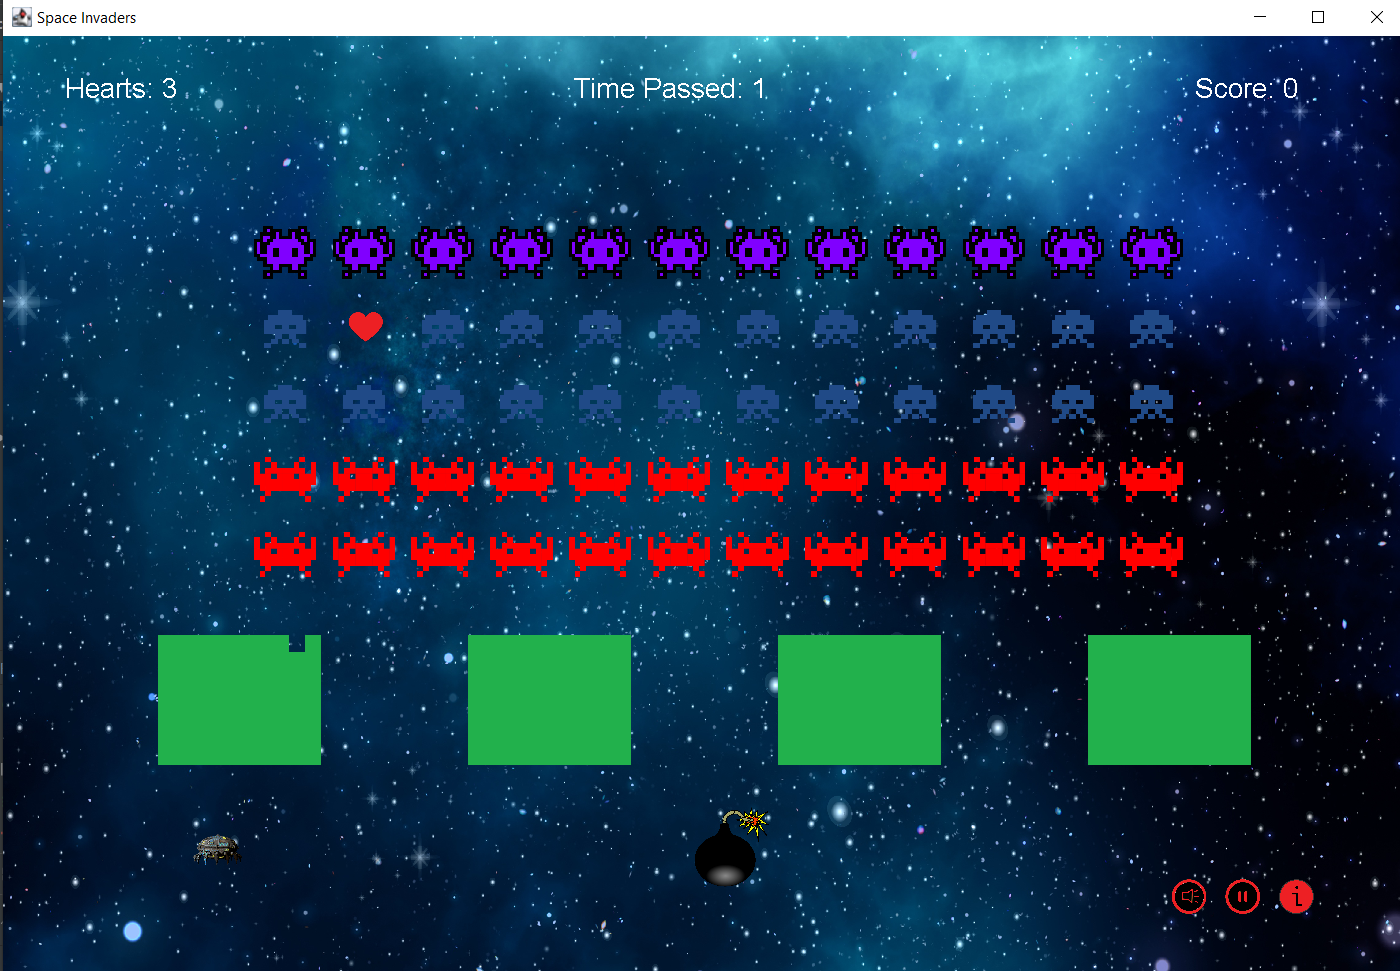 Space Invaders
Hearts: 3
Time Passed: 1
Score: 0
i